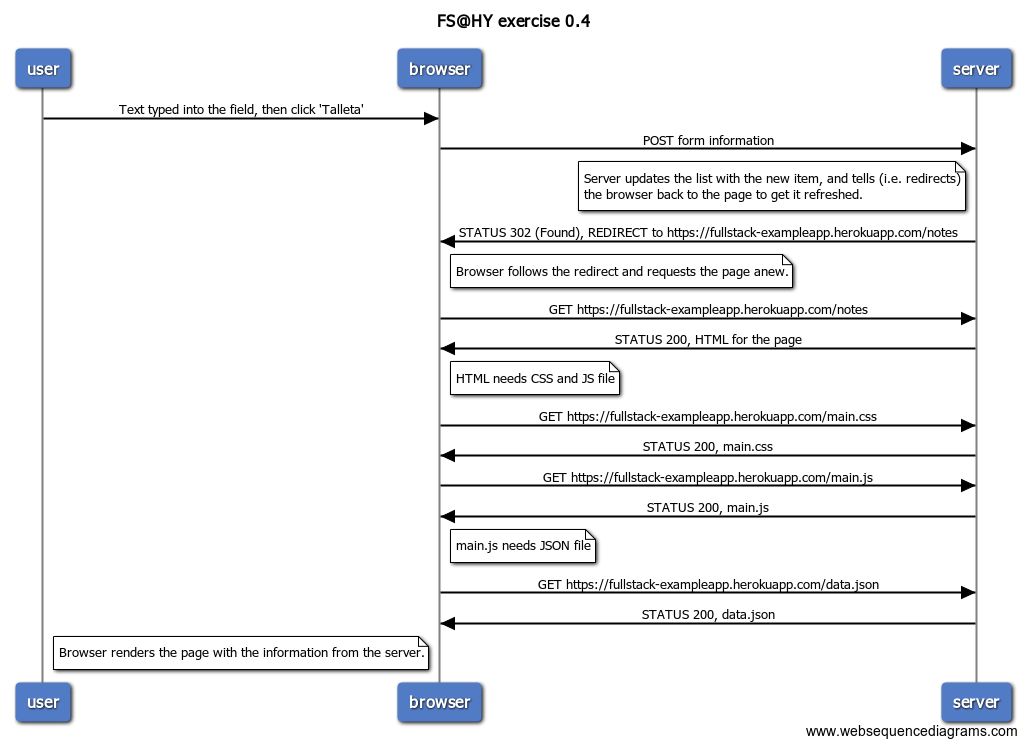 FS@HY exercise 0.4
user browser server
Text typed into the field, then click 'Talleta'
POST form information
Server updates the list with the new item, and tells (i.e. redirects)
the browser back to the page to get it refreshed.
STATUS 302 (Found), REDIRECT to https://fullstack-exampleapp.herokuapp.com/notes
Browser follows the redirect and requests the page anew.
GET https://fullstack-exampleapp.herokuapp.com/notes
STATUS 200, HTML for the page
HTML needs CSS and JS file
GET https://fullstack-exampleapp.herokuapp.com/main.css
STATUS 200, main.css
GET https://fullstack-exampleapp.herokuapp.com/main.js
STATUS 200, main.js
main.js needs JSON file
GET https://fullstack-exampleapp.herokuapp.com/data.json
STATUS 200, data.json
Browser renders the page with the information from the server.
user browser server
www.websequencediagrams.com